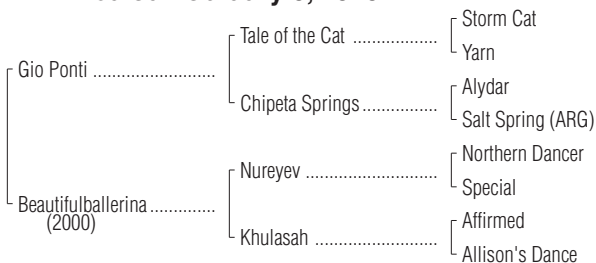 Storm Cat
Tale of the Cat ..................
Yarn
Gio Ponti ..........................
Alydar
Chipeta Springs................
Salt Spring (ARG)
Northern Dancer
Nureyev ............................
Special
Beautifulballerina..............
(2000)
Affirmed
Khulasah ..........................
Allison's Dance